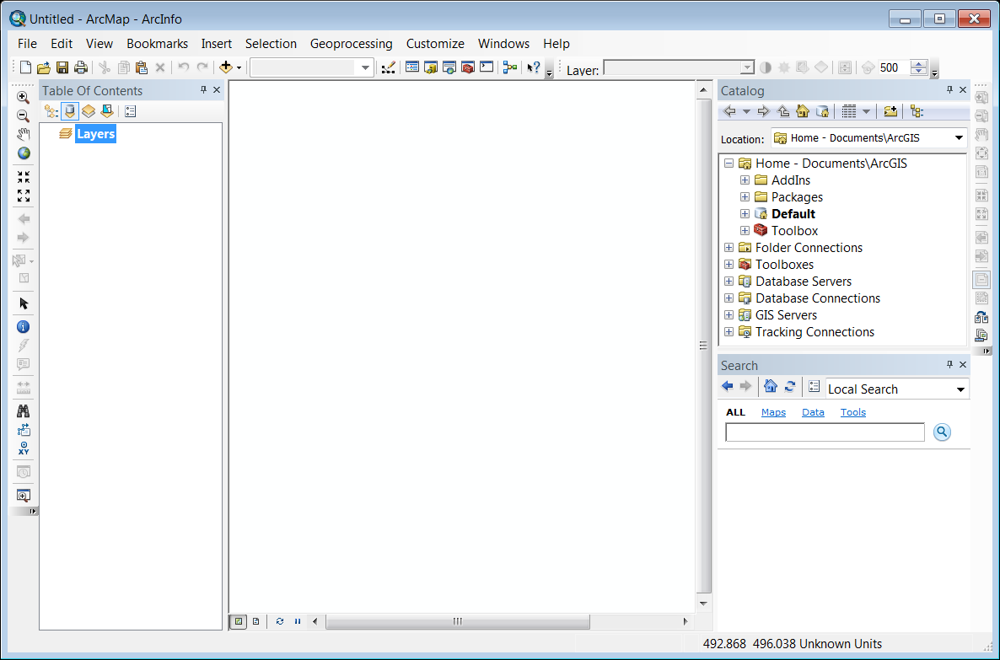 Untitled - ArcMap - ArcInfo
File Edit View Bookmarks Insert Selection Geoprocessing Customize Windows Help
Layer: 500
Table Of Contents
Layers
Catalog
Location: Home - Documents\ArcGIS
Home - Documents\ArcGIS
AddIns
Packages
Default
Toolbox
Folder Connections
Toolboxes
Database Servers
Database Connections
GIS Servers
Tracking Connections
Search
Local Search
ALL Maps Data Tools
XY
1:1
492.868 496.038 Unknown Units